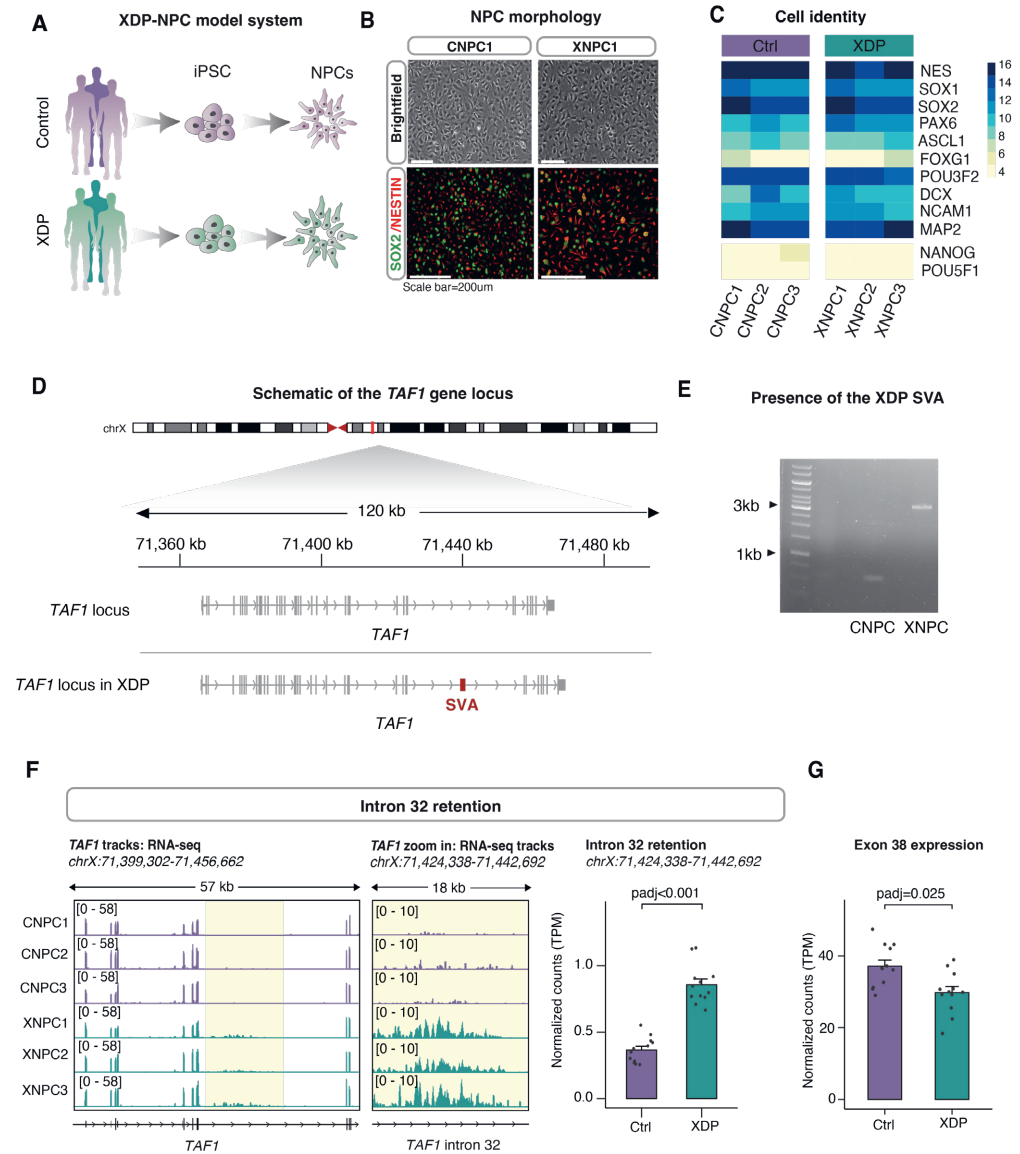 A
XDP-NPC model system
iPSC
NPCs
Control
XDP
B
NPC morphology
CNPC1
XNPC1
Brightfield
SOX2/NESTIN
Scale bar=200um
C
Cell identity
Ctrl
XDP
NES
SOX1
SOX2
PAX6
ASCL1
FOXG1
POU3F2
DCX
NCAM1
MAP2
NANOG
POU5F1
16
14
12
10
8
6
4
CNPC1
CNPC2
CNPC3
XNPC1
XNPC2
XNPC3
D
Schematic of the TAF1 gene locus
chrX
120 kb
71,360 kb
71,400 kb
71,440 kb
71,480 kb
TAF1 locus
TAF1
TAF1 locus in XDP
SVA
TAF1
E
Presence of the XDP SVA
3kb
1kb
CNPC XNPC
F
Intron 32 retention
TAF1 tracks: RNA-seq
chrX:71,399,302-71,456,662
57 kb
CNPC1
[0 - 58]
CNPC2
[0 - 58]
CNPC3
[0 - 58]
XNPC1
[0 - 58]
XNPC2
[0 - 58]
XNPC3
[0 - 58]
TAF1
TAF1 zoom in: RNA-seq tracks
chrX:71,424,338-71,442,692
18 kb
[0 - 10]
[0 - 10]
[0 - 10]
[0 - 10]
[0 - 10]
[0 - 10]
TAF1 intron 32
Intron 32 retention
chrX:71,424,338-71,442,692
padj<0.001
Normalized counts (TPM)
1.0
0.5
0.0
Ctrl
XDP
G
Exon 38 expression
padj=0.025
Normalized counts (TPM)
40
20
0
Ctrl
XDP